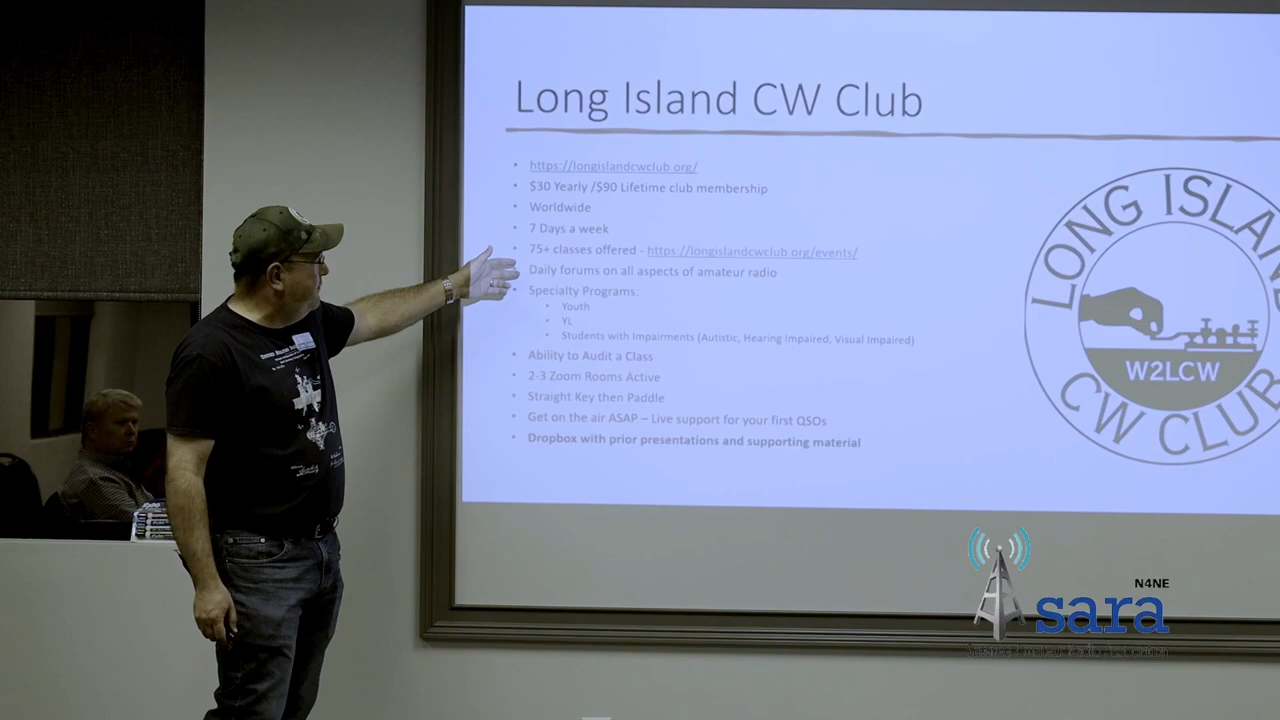 Long Island CW Club
https://longislandcwclub.org/
$30 Yearly /$90 Lifetime club membership
Worldwide
7 Days a week
75+ classes offered - https://longislandcwclub.org/events/
Daily forums on all aspects of amateur radio
Specialty Programs:
Youth
YL
Students with Impairments (Autistic, Hearing Impaired, Visual Impaired)
Ability to Audit a Class
2-3 Zoom Rooms Active
Straight Key then Paddle
Get on the air ASAP – Live support for your first QSOs
Dropbox with prior presentations and supporting material
LONG ISLAND
W2LCW
CW CLUB
N4NE
sara
Amateur Radio Association